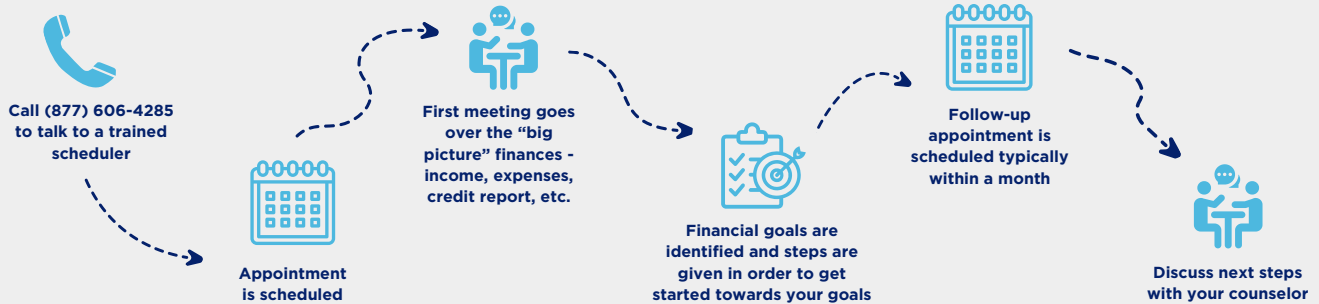 Call (877) 606-4285
to talk to a trained
scheduler
Appointment
is scheduled
First meeting goes
over the “big
picture” finances -
income, expenses,
credit report, etc.
Financial goals are
identified and steps are
given in order to get
started towards your goals
Follow-up
appointment is
scheduled typically
within a month
Discuss next steps
with your counselor